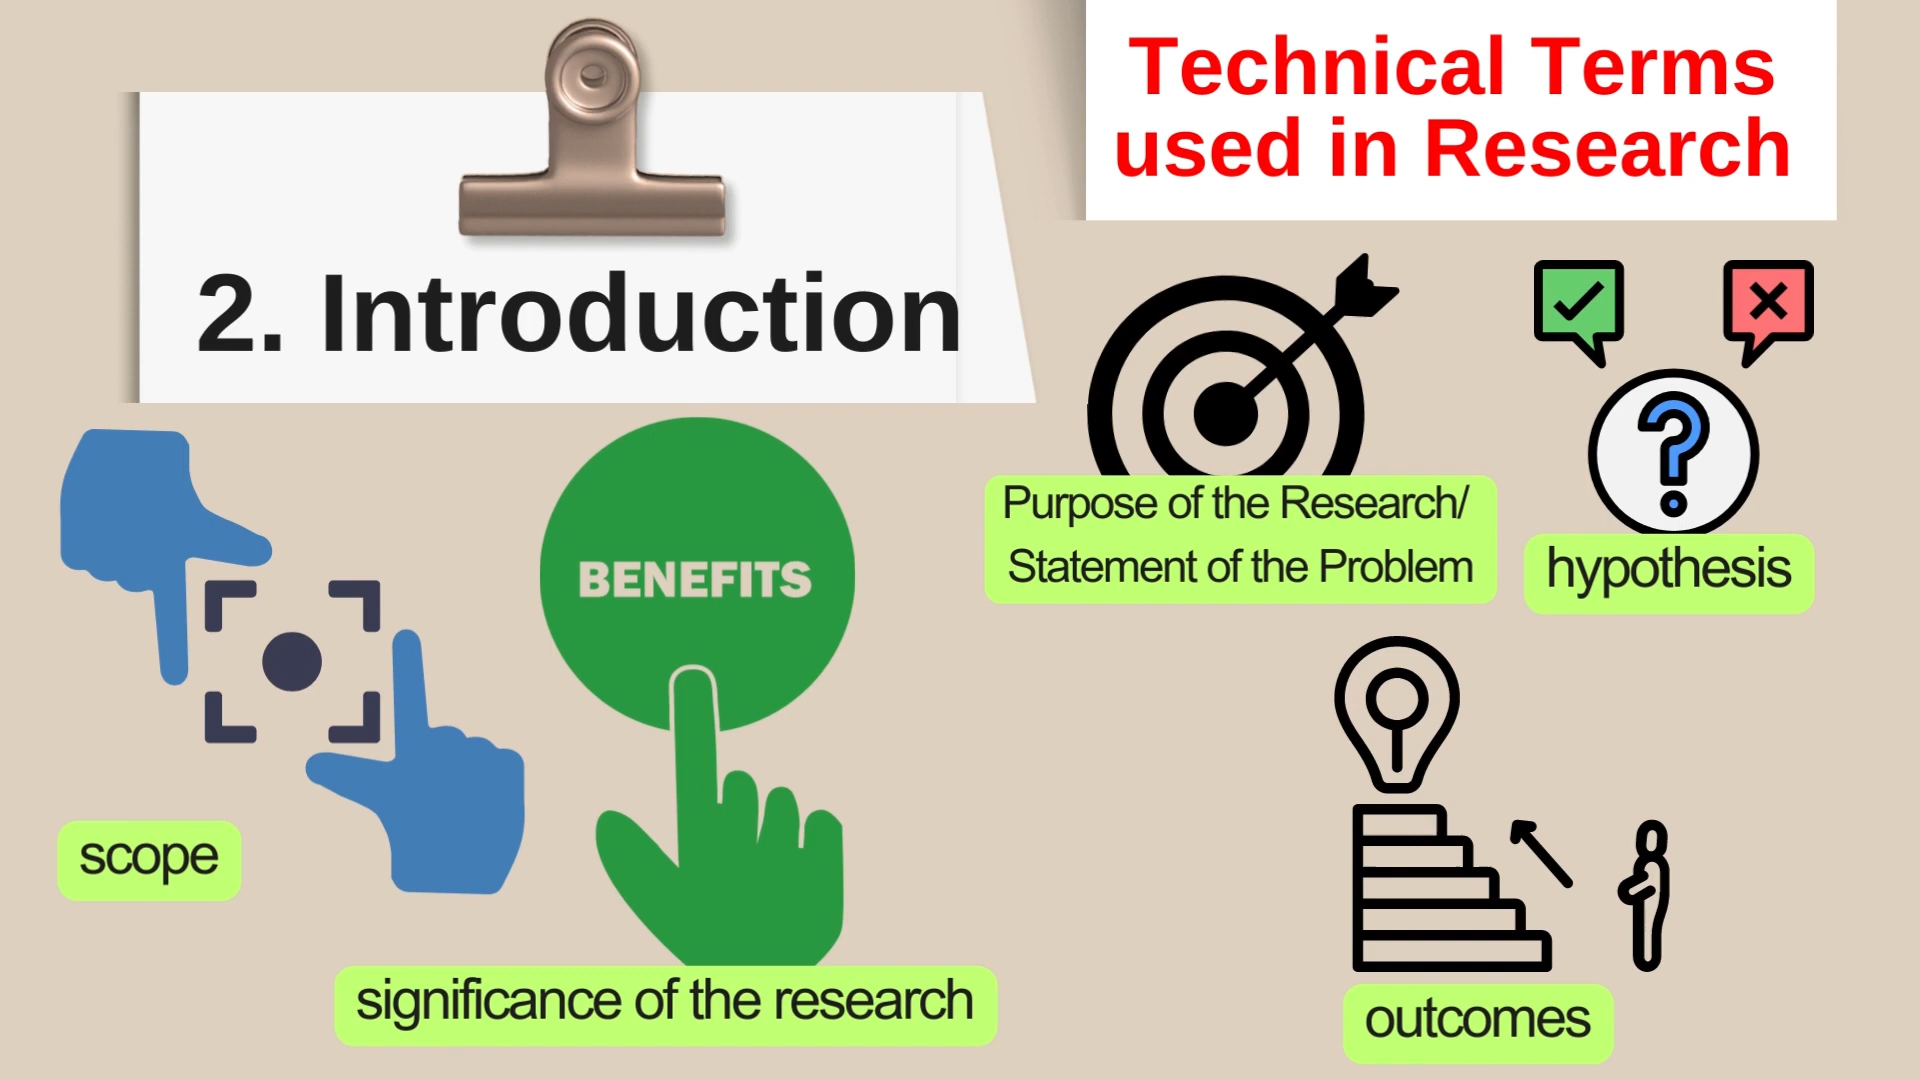 Technical Terms
used in Research
2. Introduction
BENEFITS
Purpose of the Research/
Statement of the Problem
hypothesis
scope
significance of the research
outcomes